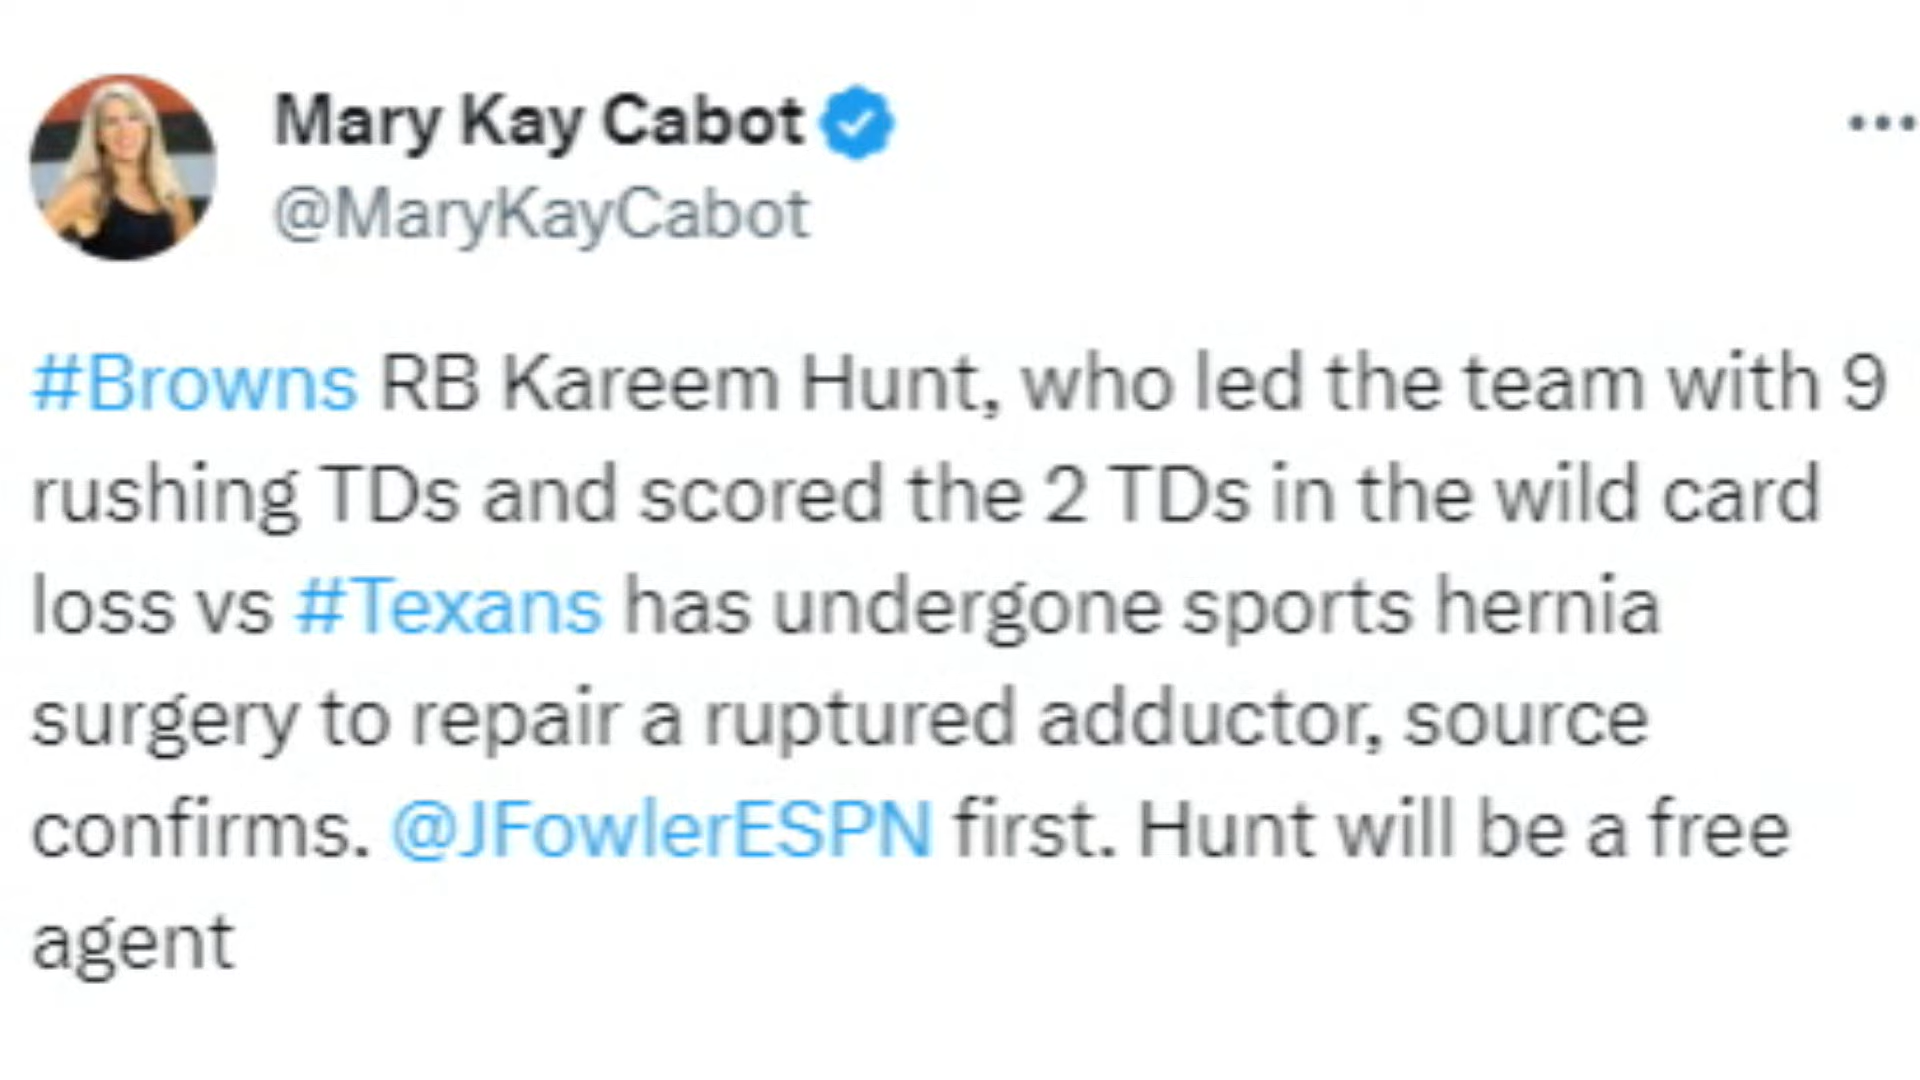 Mary Kay Cabot
@MaryKayCabot
#Browns RB Kareem Hunt, who led the team with 9
rushing TDs and scored the 2 TDs in the wild card
loss vs #Texans has undergone sports hernia
surgery to repair a ruptured adductor, source
confirms. @JFowlerESPN first. Hunt will be a free
agent